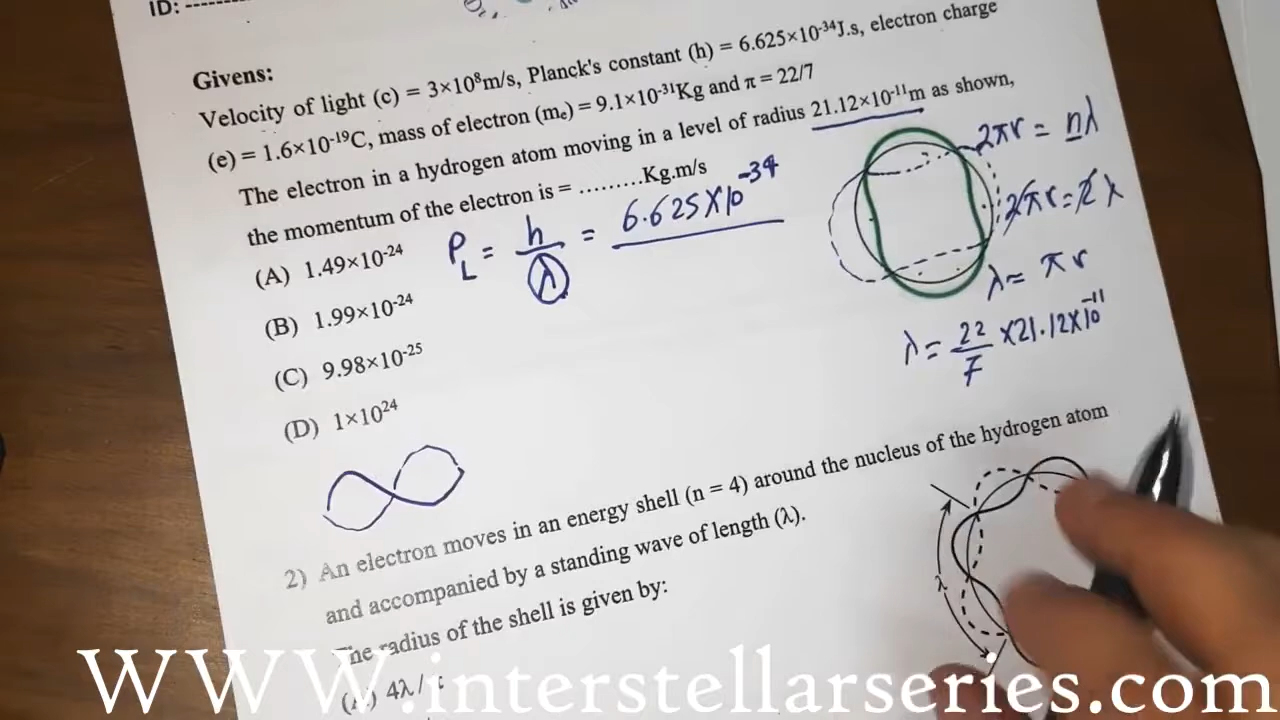 ID: --------
Givens:
Velocity of light (c) = 3×10⁸m/s, Planck's constant (h) = 6.625×10⁻³⁴J.s, electron charge
(e) = 1.6×10⁻¹⁹C, mass of electron (mₑ) = 9.1×10⁻³¹Kg and π = 22/7
The electron in a hydrogen atom moving in a level of radius 21.12×10⁻¹¹m as shown,
the momentum of the electron is = .........Kg.m/s
(A) 1.49×10⁻²⁴
(B) 1.99×10⁻²⁴
(C) 9.98×10⁻²⁵
(D) 1×10²⁴
P_L = h/λ = 6.625×10⁻³⁴
2πr = nλ
2πr = 2λ
λ = πr
λ = 22/7 ×21.12×10⁻¹¹
2) An electron moves in an energy shell (n = 4) around the nucleus of the hydrogen atom
and accompanied by a standing wave of length (λ).
The radius of the shell is given by:
λ
4λ/
WWW.interstellarseries.com